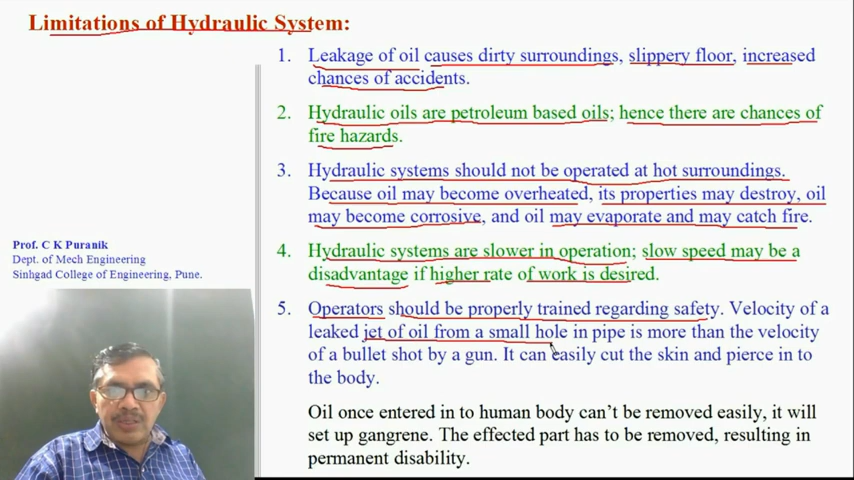 Limitations of Hydraulic System:
1. Leakage of oil causes dirty surroundings, slippery floor, increased
chances of accidents.
2. Hydraulic oils are petroleum based oils; hence there are chances of
fire hazards.
3. Hydraulic systems should not be operated at hot surroundings.
Because oil may become overheated, its properties may destroy, oil
may become corrosive, and oil may evaporate and may catch fire.
Prof. C K Puranik
Dept. of Mech Engineering
Sinhgad College of Engineering, Pune.
4. Hydraulic systems are slower in operation; slow speed may be a
disadvantage if higher rate of work is desired.
5. Operators should be properly trained regarding safety. Velocity of a
leaked jet of oil from a small hole in pipe is more than the velocity
of a bullet shot by a gun. It can easily cut the skin and pierce in to
the body.
Oil once entered in to human body can't be removed easily, it will
set up gangrene. The effected part has to be removed, resulting in
permanent disability.